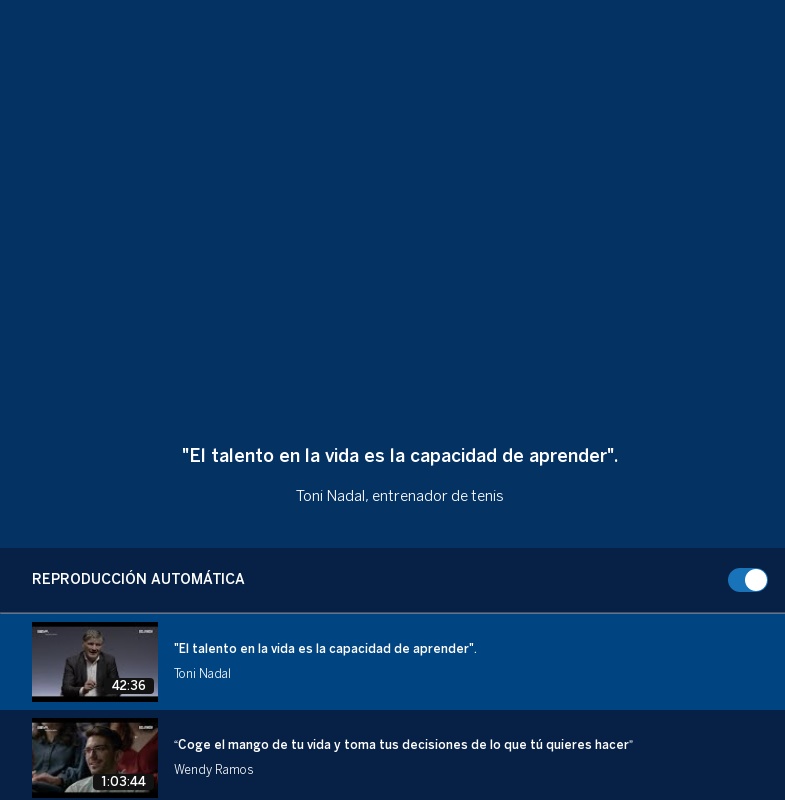 "El talento en la vida es la capacidad de aprender".
Toni Nadal, entrenador de tenis
REPRODUCCIÓN AUTOMÁTICA
42:36
"El talento en la vida es la capacidad de aprender".
Toni Nadal
1:03:44
“Coge el mango de tu vida y toma tus decisiones de lo que tú quieres hacer”
Wendy Ramos